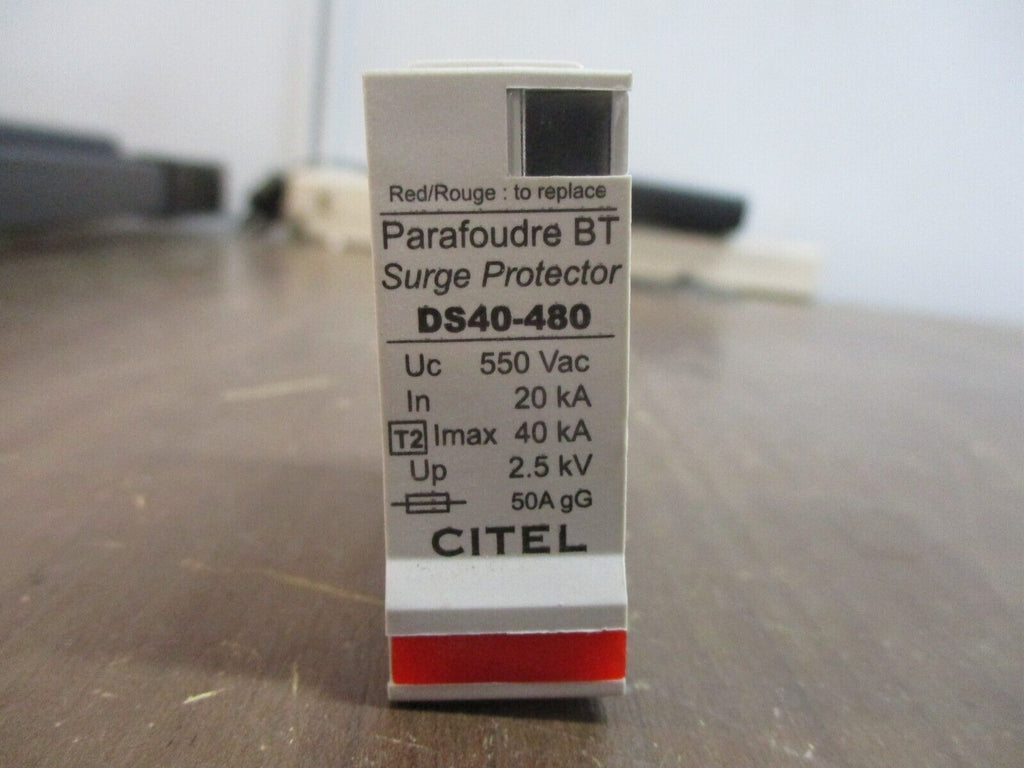 Red/Rouge : to replace
Parafoudre BT
Surge Protector
DS40-480
Uc 550 Vac
In 20 kA
T2 Imax 40 kA
Up 2.5 kV
50A gG
CITEL